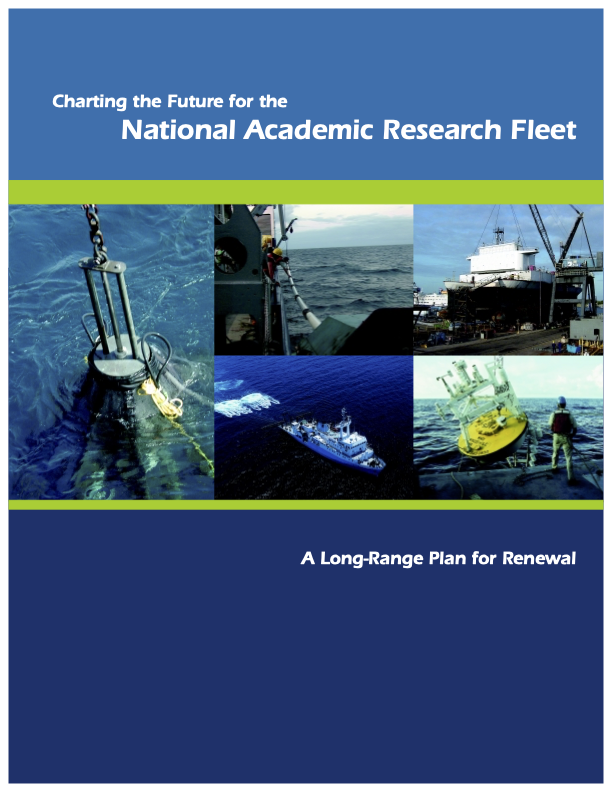 Charting the Future for the
National Academic Research Fleet
A Long-Range Plan for Renewal